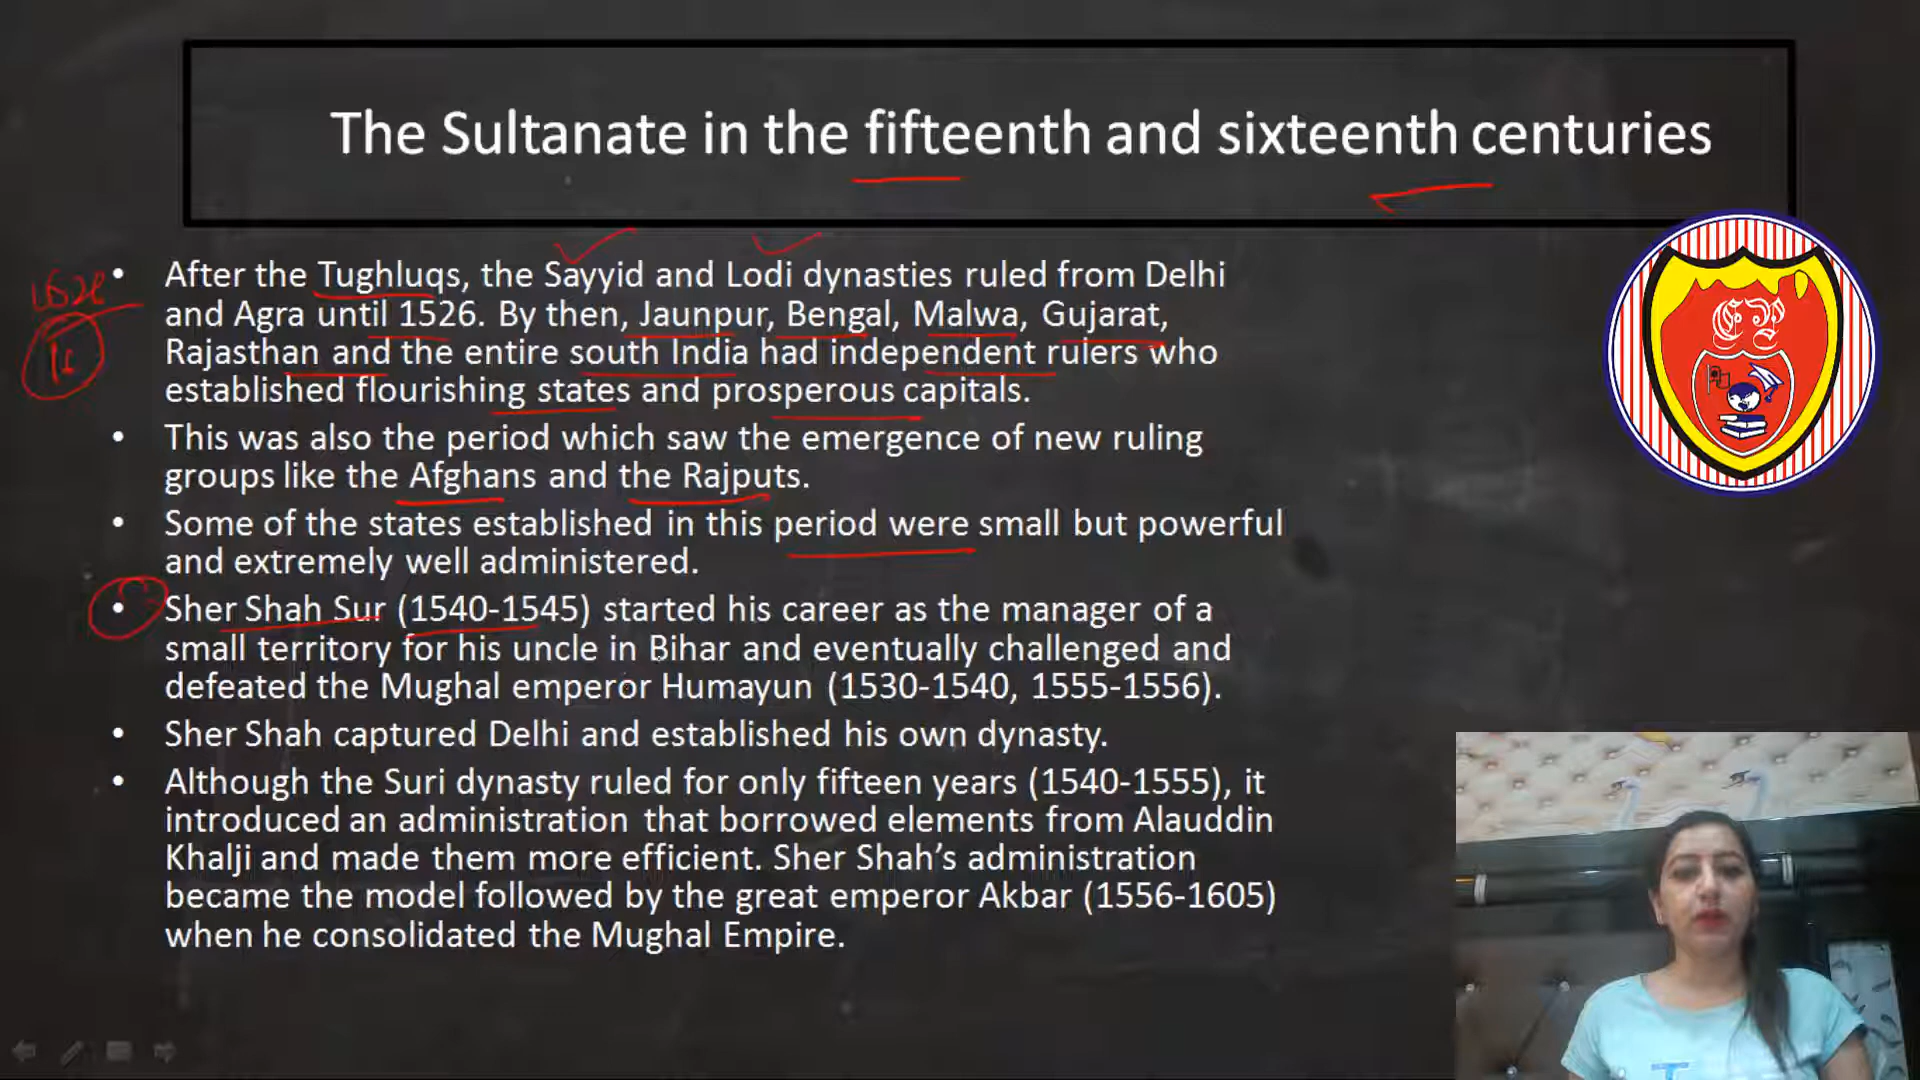 The Sultanate in the fifteenth and sixteenth centuries
• After the Tughluqs, the Sayyid and Lodi dynasties ruled from Delhi
and Agra until 1526. By then, Jaunpur, Bengal, Malwa, Gujarat,
Rajasthan and the entire south India had independent rulers who
established flourishing states and prosperous capitals.
• This was also the period which saw the emergence of new ruling
groups like the Afghans and the Rajputs.
• Some of the states established in this period were small but powerful
and extremely well administered.
• Sher Shah Sur (1540-1545) started his career as the manager of a
small territory for his uncle in Bihar and eventually challenged and
defeated the Mughal emperor Humayun (1530-1540, 1555-1556).
• Sher Shah captured Delhi and established his own dynasty.
• Although the Suri dynasty ruled for only fifteen years (1540-1555), it
introduced an administration that borrowed elements from Alauddin
Khalji and made them more efficient. Sher Shah’s administration
became the model followed by the great emperor Akbar (1556-1605)
when he consolidated the Mughal Empire.